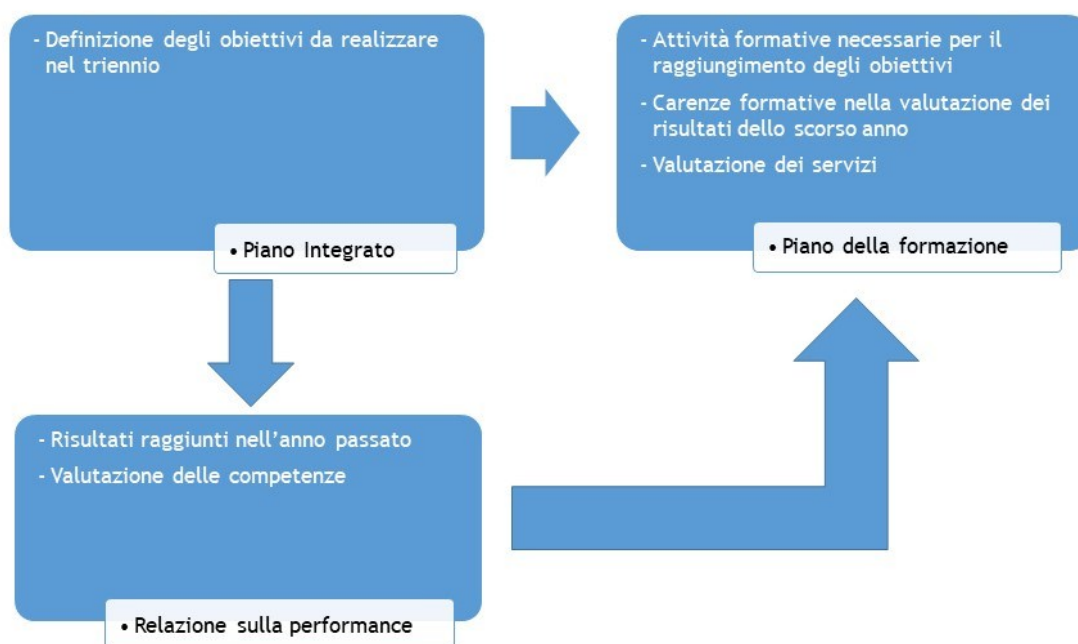 - Definizione degli obiettivi da realizzare
nel triennio
• Piano Integrato
- Attività formative necessarie per il
raggiungimento degli obiettivi
- Carenze formative nella valutazione dei
risultati dello scorso anno
- Valutazione dei servizi
• Piano della formazione
- Risultati raggiunti nell'anno passato
- Valutazione delle competenze
• Relazione sulla performance